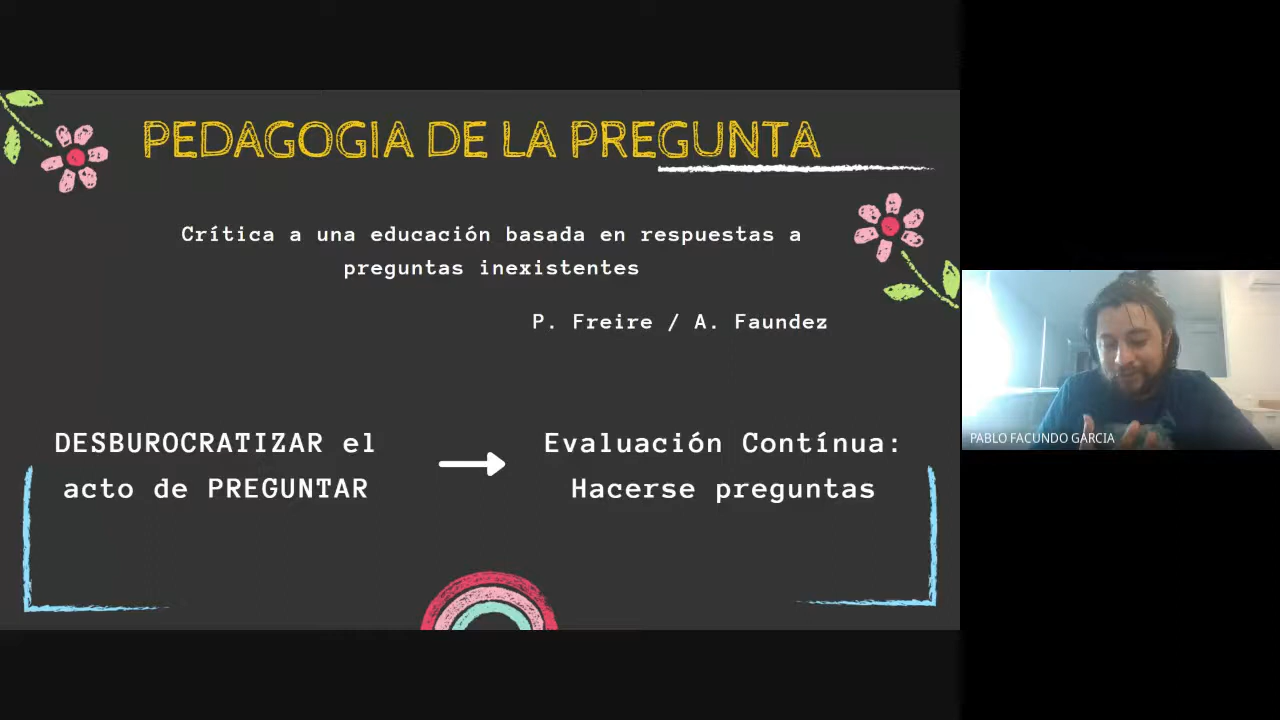 PEDAGOGIA DE LA PREGUNTA
Crítica a una educación basada en respuestas a
preguntas inexistentes
P. Freire / A. Faundez
DESBUROCRATIZAR el
acto de PREGUNTAR
Evaluación Contínua:
Hacerse preguntas
PABLO FACUNDO GARCIA